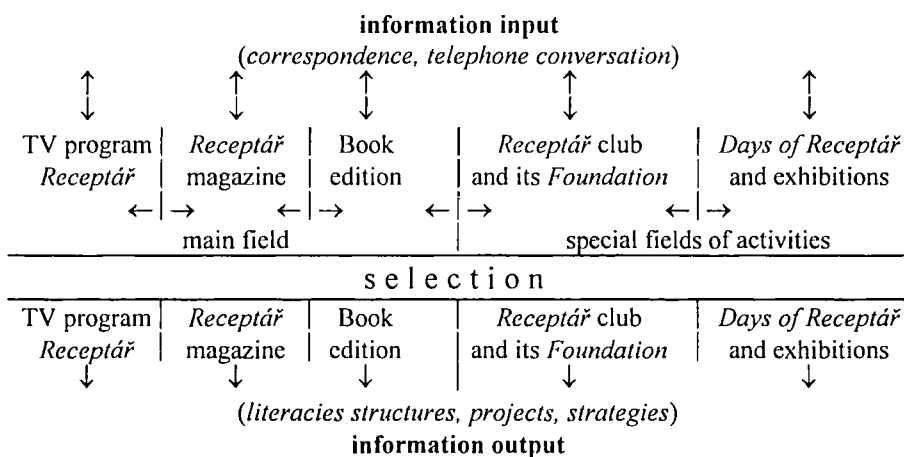 information input
(correspondence, telephone conversation)
TV program Receptář Book Receptář club Days of Receptář
Receptář magazine edition and its Foundation and exhibitions
main field special fields of activities
selection
TV program Receptář Book Receptář club Days of Receptář
Receptář magazine edition and its Foundation and exhibitions
(literacies structures, projects, strategies)
information output